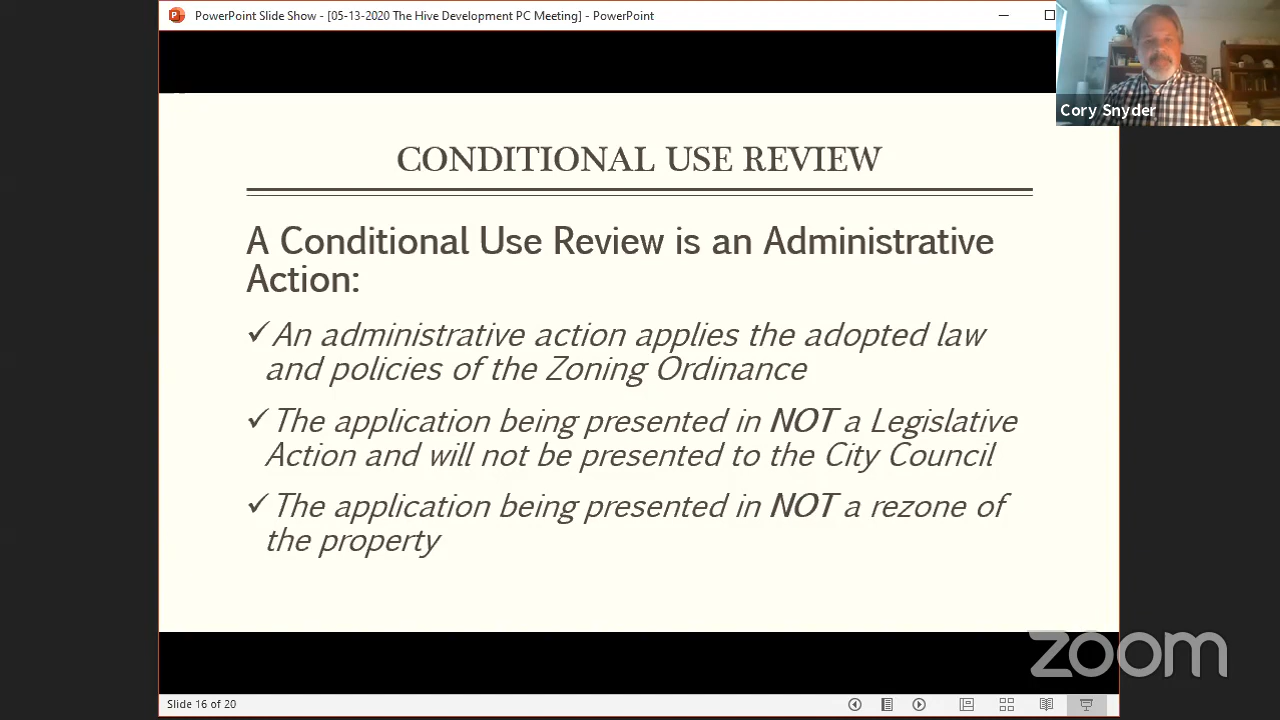 PowerPoint Slide Show - [05-13-2020 The Hive Development PC Meeting] - PowerPoint
Cory Snyder
CONDITIONAL USE REVIEW
A Conditional Use Review is an Administrative
Action:
✓ An administrative action applies the adopted law
and policies of the Zoning Ordinance
✓ The application being presented in NOT a Legislative
Action and will not be presented to the City Council
✓ The application being presented in NOT a rezone of
the property
zoom
Slide 16 of 20